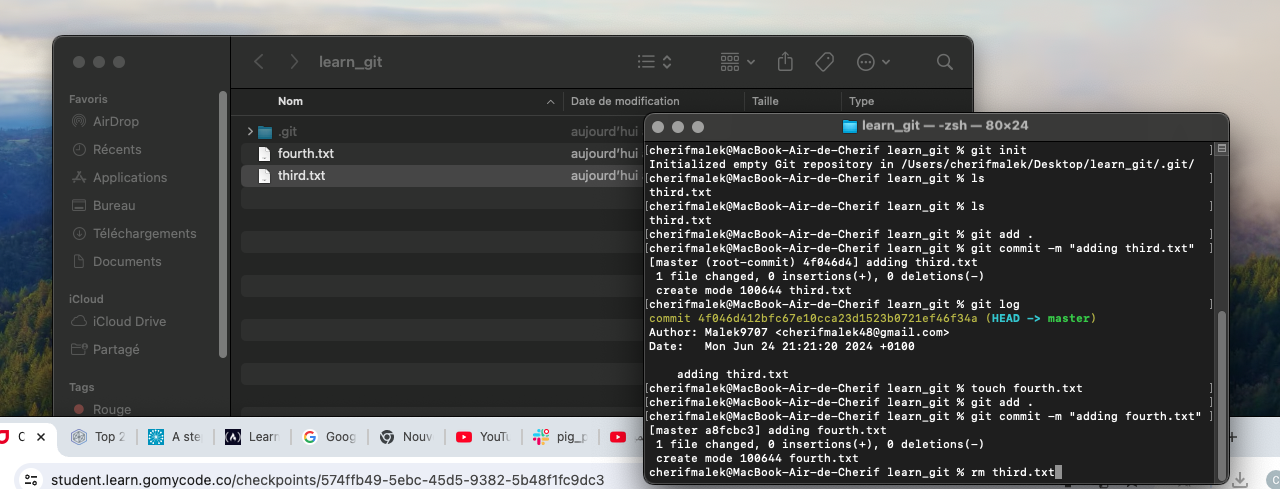 learn_git
Favoris
AirDrop
Récents
Applications
Bureau
Téléchargements
Documents
iCloud
iCloud Drive
Partagé
Tags
Rouge
Nom
Date de modification
Taille
Type
.git
aujourd'hui
fourth.txt
aujourd'hui
third.txt
aujourd'hui
learn_git — -zsh — 80×24
[cherifmalek@MacBook-Air-de-Cherif learn_git % git init ]
Initialized empty Git repository in /Users/cherifmalek/Desktop/learn_git/.git/
[cherifmalek@MacBook-Air-de-Cherif learn_git % ls ]
third.txt
[cherifmalek@MacBook-Air-de-Cherif learn_git % ls ]
third.txt
[cherifmalek@MacBook-Air-de-Cherif learn_git % git add . ]
[cherifmalek@MacBook-Air-de-Cherif learn_git % git commit -m "adding third.txt" ]
[master (root-commit) 4f046d4] adding third.txt
1 file changed, 0 insertions(+), 0 deletions(-)
create mode 100644 third.txt
[cherifmalek@MacBook-Air-de-Cherif learn_git % git log ]
commit 4f046d412bfc67e10cca23d1523b0721ef46f34a (HEAD -> master)
Author: Malek9707 <cherifmalek48@gmail.com>
Date: Mon Jun 24 21:21:20 2024 +0100
adding third.txt
[cherifmalek@MacBook-Air-de-Cherif learn_git % touch fourth.txt ]
[cherifmalek@MacBook-Air-de-Cherif learn_git % git add . ]
[cherifmalek@MacBook-Air-de-Cherif learn_git % git commit -m "adding fourth.txt" ]
[master a8fcbc3] adding fourth.txt
1 file changed, 0 insertions(+), 0 deletions(-)
create mode 100644 fourth.txt
cherifmalek@MacBook-Air-de-Cherif learn_git % rm third.txt
Top 2
A ste
Learn
Goog
Nouv
YouTu
pig_p
student.learn.gomycode.co/checkpoints/574ffb49-5ebc-45d5-9382-5b48f1fc9dc3